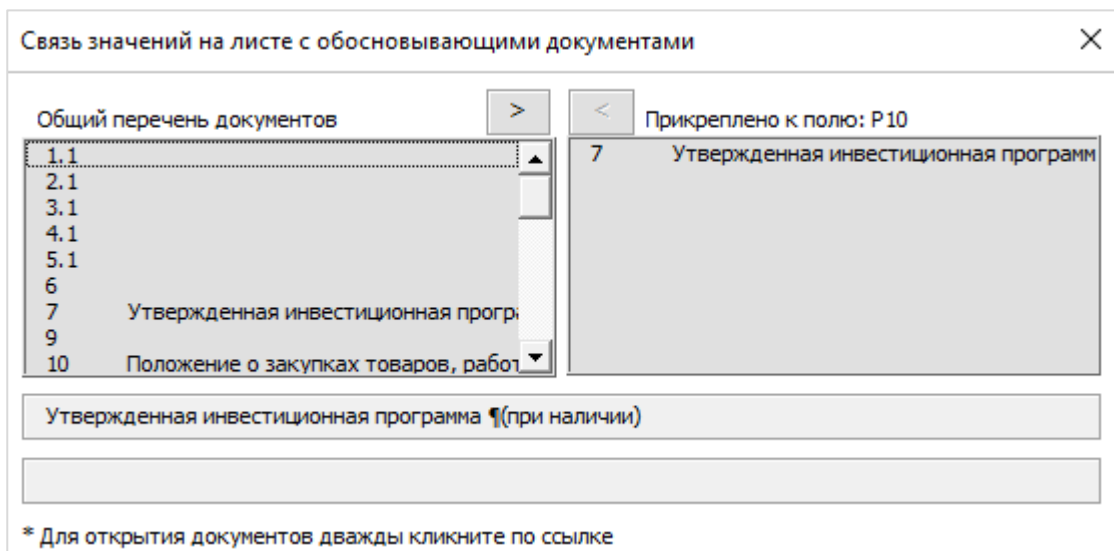 Связь значений на листе с обосновывающими документами
Общий перечень документов
>
<
Прикреплено к полю: P10
1.1
2.1
3.1
4.1
5.1
6
7 Утвержденная инвестиционная програ
9
10 Положение о закупках товаров, работ
7 Утвержденная инвестиционная программ
Утвержденная инвестиционная программа ¶(при наличии)
* Для открытия документов дважды кликните по ссылке